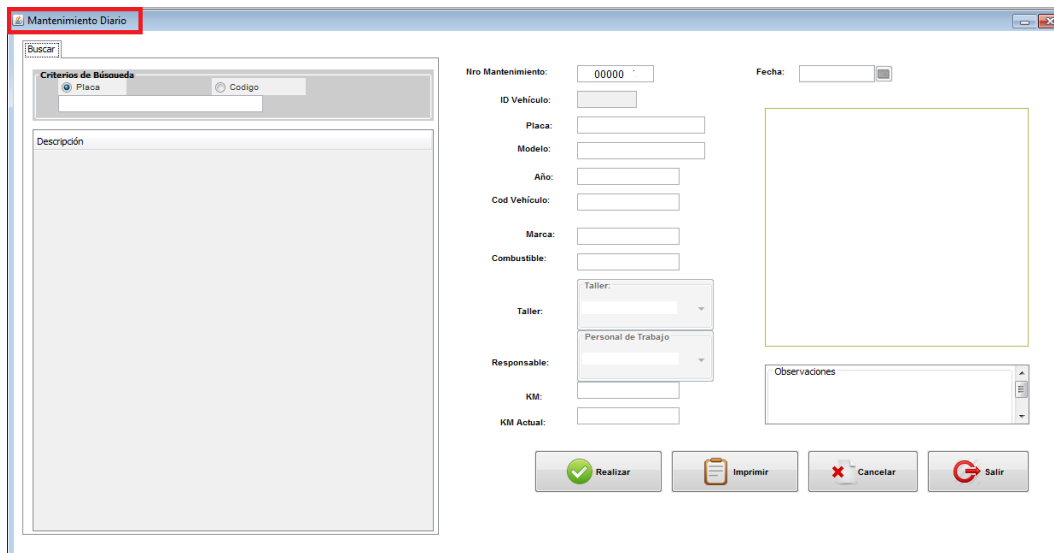 Mantenimiento Diario
Buscar
Criterios de Búsqueda
Placa
Codigo
Descripción
Nro Mantenimiento: 00000
Fecha:
ID Vehículo:
Placa:
Modelo:
Año:
Cod Vehículo:
Marca:
Combustible:
Taller:
Taller:
Personal de Trabajo
Responsable:
Observaciones
KM:
KM Actual:
Realizar
Imprimir
Cancelar
Salir